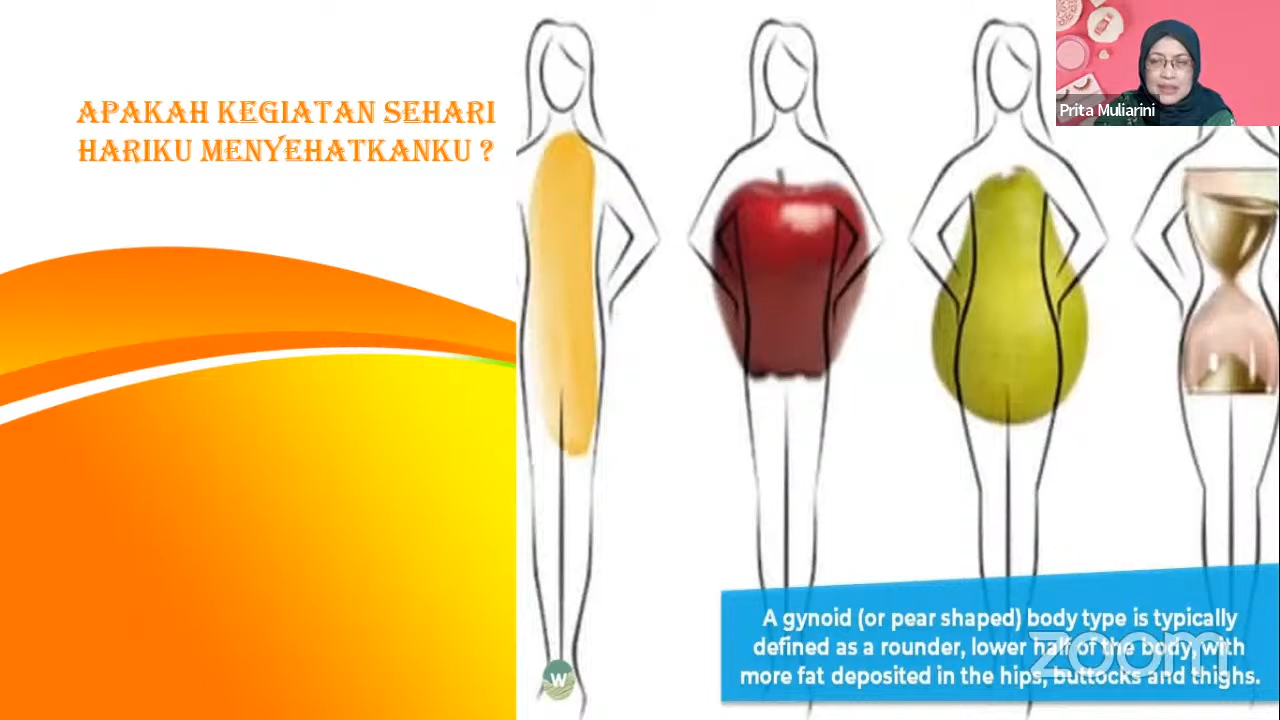 APAKAH KEGIATAN SEHARI
HARIKU MENYEHATKANKU ?
Prita Muliarini
W
A gynoid (or pear shaped) body type is typically
defined as a rounder, lower half of the body, with
more fat deposited in the hips, buttocks and thighs.
zoom